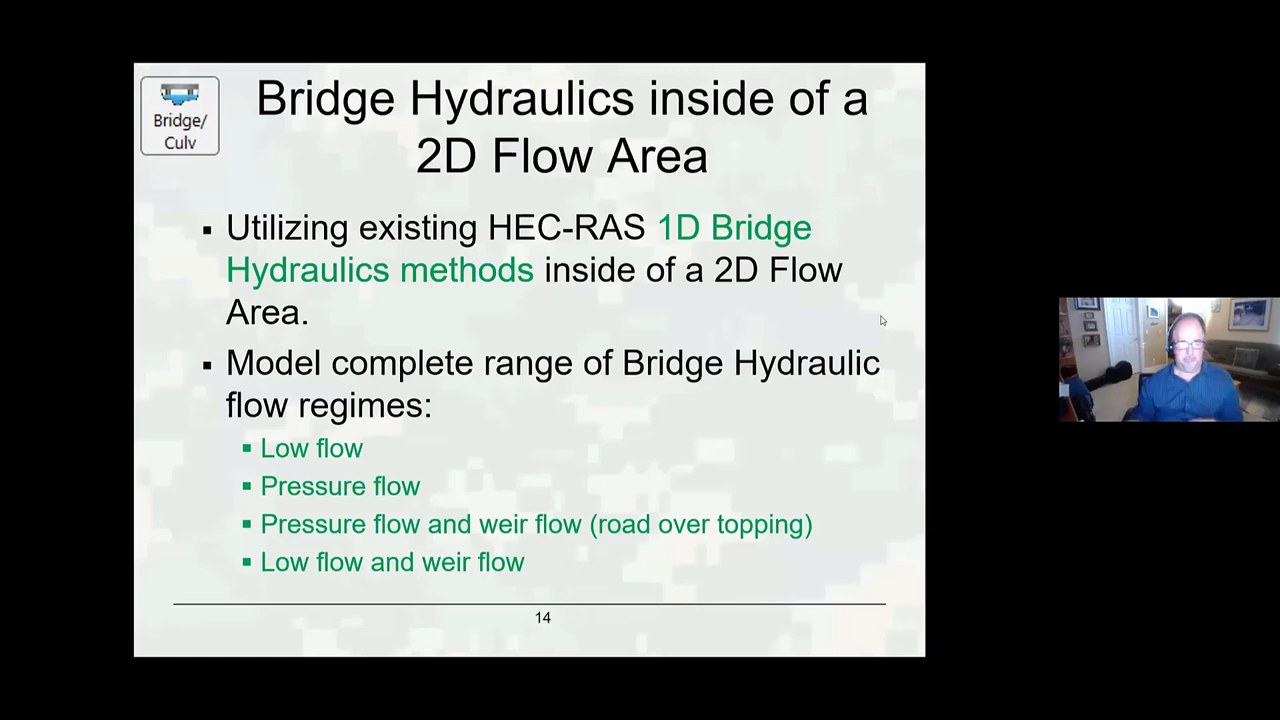 Bridge/
Culv
Bridge Hydraulics inside of a
2D Flow Area
▪ Utilizing existing HEC-RAS 1D Bridge
Hydraulics methods inside of a 2D Flow
Area.
▪ Model complete range of Bridge Hydraulic
flow regimes:
▪ Low flow
▪ Pressure flow
▪ Pressure flow and weir flow (road over topping)
▪ Low flow and weir flow
14